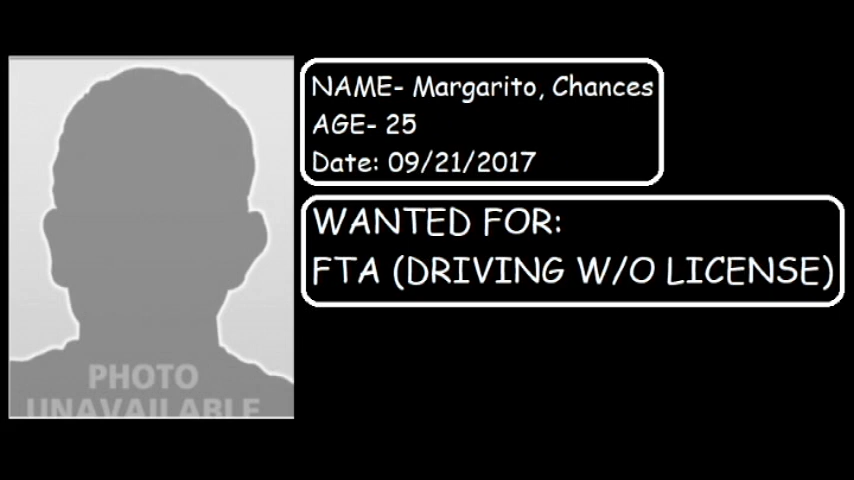 NAME- Margarito, Chances
AGE- 25
Date: 09/21/2017
WANTED FOR:
FTA (DRIVING W/O LICENSE)
PHOTO
UNAVAILABLE